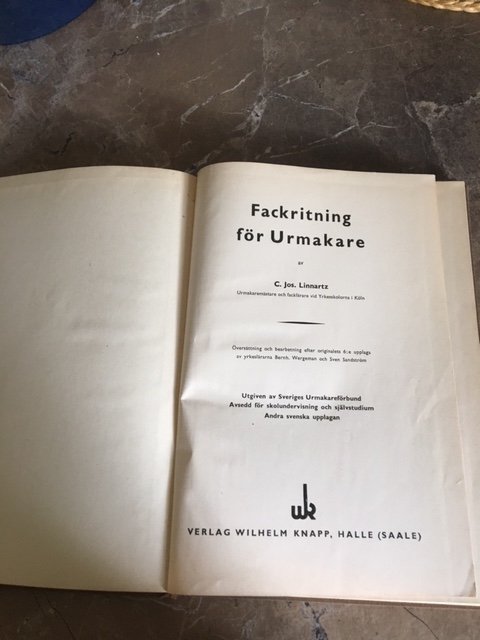 Fackritning
för Urmakare
av
C. Jos. Linnartz
Urmakaremästare och facklärare vid Yrkesskolorna i Köln
Översättning och bearbetning efter originalets 6:e upplaga
av yrkeslärarna Bernh. Wargeman och Sven Sandström
Utgiven av Sveriges Urmakareförbund
Avsedd för skolundervisning och självstudium
Andra svenska upplagan
wk
VERLAG WILHELM KNAPP, HALLE (SAALE)